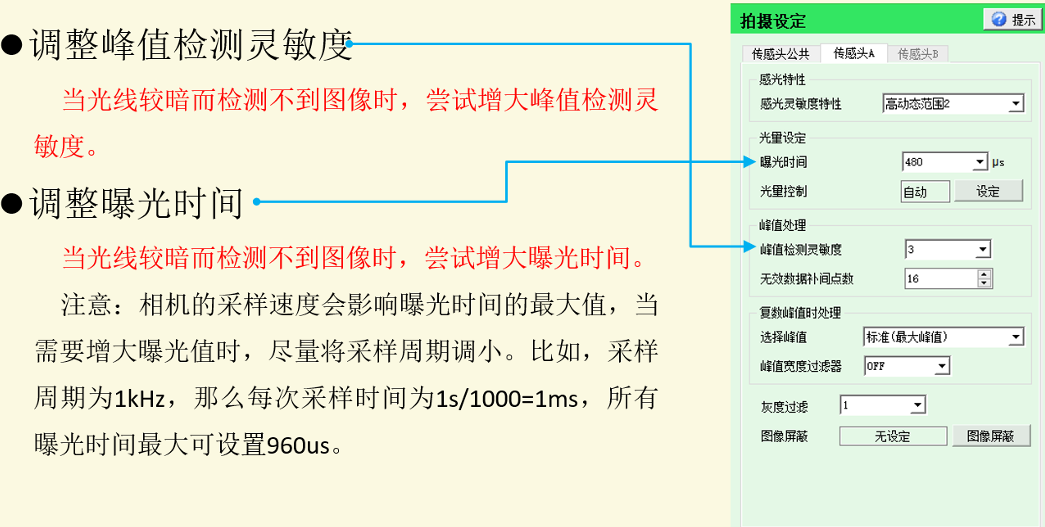 ●调整峰值检测灵敏度
当光线较暗而检测不到图像时，尝试增大峰值检测灵
敏度。
●调整曝光时间
当光线较暗而检测不到图像时，尝试增大曝光时间。
注意：相机的采样速度会影响曝光时间的最大值，当
需要增大曝光值时，尽量将采样周期调小。比如，采样
周期为1kHz，那么每次采样时间为1s/1000=1ms，所有
曝光时间最大可设置960us。
拍摄设定 提示
传感头公共 传感头A 传感头B
感光特性
感光灵敏度特性 高动态范围2
光量设定
曝光时间 480 μs
光量控制 自动 设定
峰值处理
峰值检测灵敏度 3
无效数据补间点数 16
复数峰值时处理
选择峰值 标准(最大峰值)
峰值宽度过滤器 OFF
灰度过滤 1
图像屏蔽 无设定 图像屏蔽